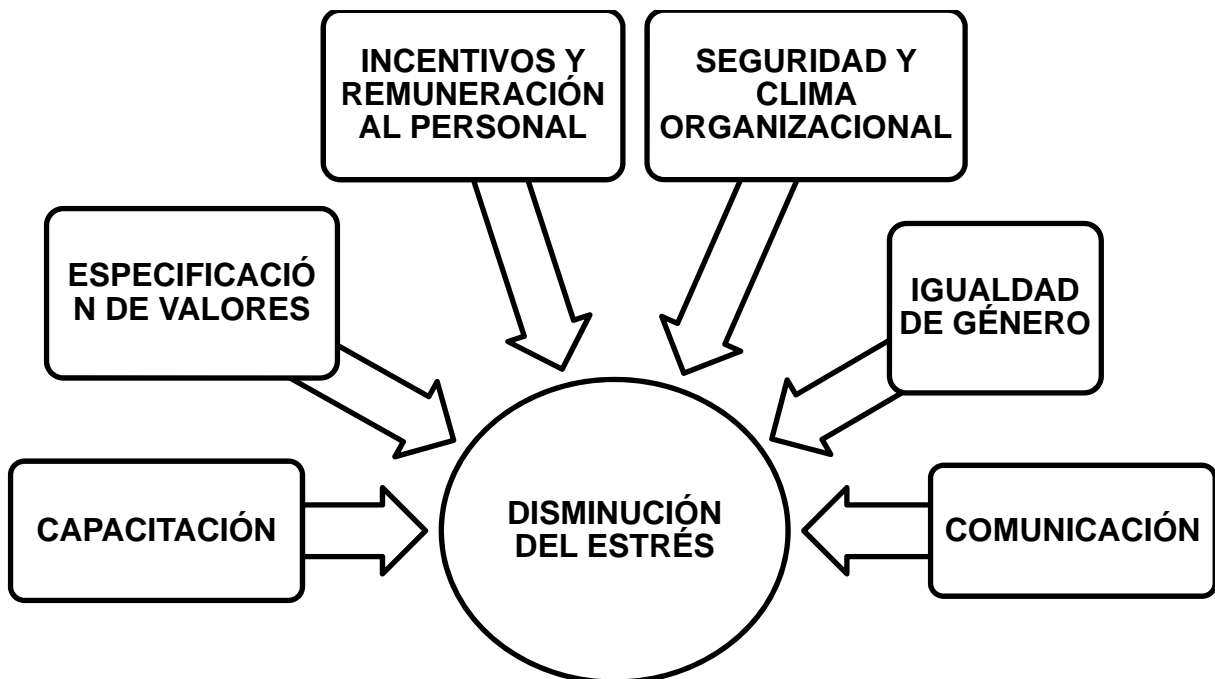 INCENTIVOS Y
REMUNERACIÓN
AL PERSONAL
SEGURIDAD Y
CLIMA
ORGANIZACIONAL
ESPECIFICACIÓ
N DE VALORES
IGUALDAD
DE GÉNERO
CAPACITACIÓN
DISMINUCIÓN
DEL ESTRÉS
COMUNICACIÓN